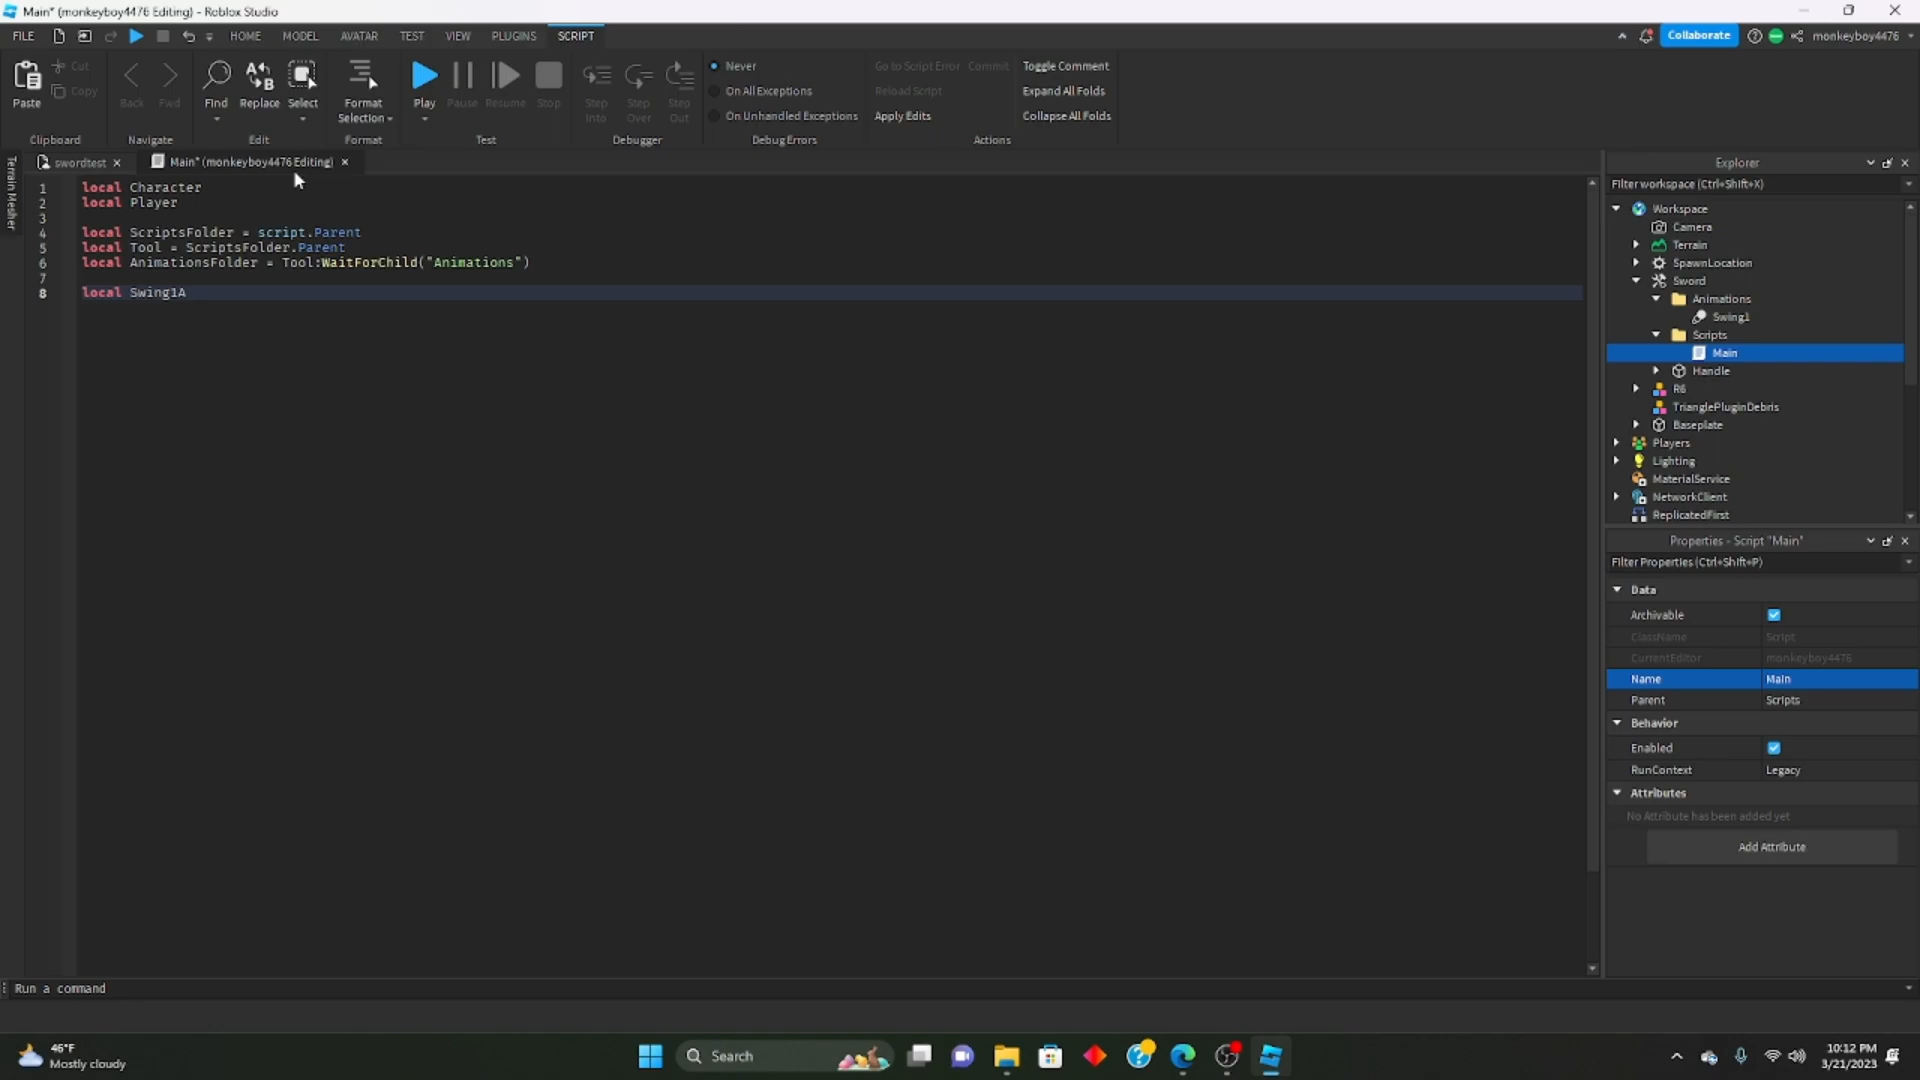 Main* (monkeyboy4476 Editing) - Roblox Studio
FILE HOME MODEL AVATAR TEST VIEW PLUGINS SCRIPT Collaborate monkeyboy4476
Cut
Copy
Paste
Clipboard
Back Fwd
Navigate
Find Replace Select
Edit
Format
Selection
Format
Play Pause Resume Stop
Test
Step Into
Step Over
Step Out
Debugger
Never
On All Exceptions
On Unhandled Exceptions
Debug Errors
Go to Script Error Commit
Reload Script
Apply Edits
Toggle Comment
Expand All Folds
Collapse All Folds
Actions
Terrain Mesher
swordtest
Main* (monkeyboy4476 Editing)
1 local Character
2 local Player
3
4 local ScriptsFolder = script.Parent
5 local Tool = ScriptsFolder.Parent
6 local AnimationsFolder = Tool:WaitForChild("Animations")
7
8 local Swing1A
Explorer
Filter workspace (Ctrl+Shift+X)
Workspace
Camera
Terrain
SpawnLocation
Sword
Animations
Swing1
Scripts
Main
Handle
R6
TrianglePluginDebris
Baseplate
Players
Lighting
MaterialService
NetworkClient
ReplicatedFirst
Properties - Script "Main"
Filter Properties (Ctrl+Shift+P)
Data
Archivable
ClassName Script
CurrentEditor monkeyboy4476
Name Main
Parent Scripts
Behavior
Enabled
RunContext Legacy
Attributes
No Attribute has been added yet
Add Attribute
Run a command
46°F
Mostly cloudy
Search
10:12 PM
3/21/2023